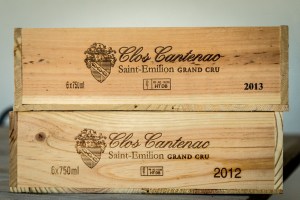 Clos Cantenac
Saint-Emilion GRAND CRU
6x750ml
2013
Clos Cantenac
Saint-Emilion GRAND CRU
6x750ml
2012